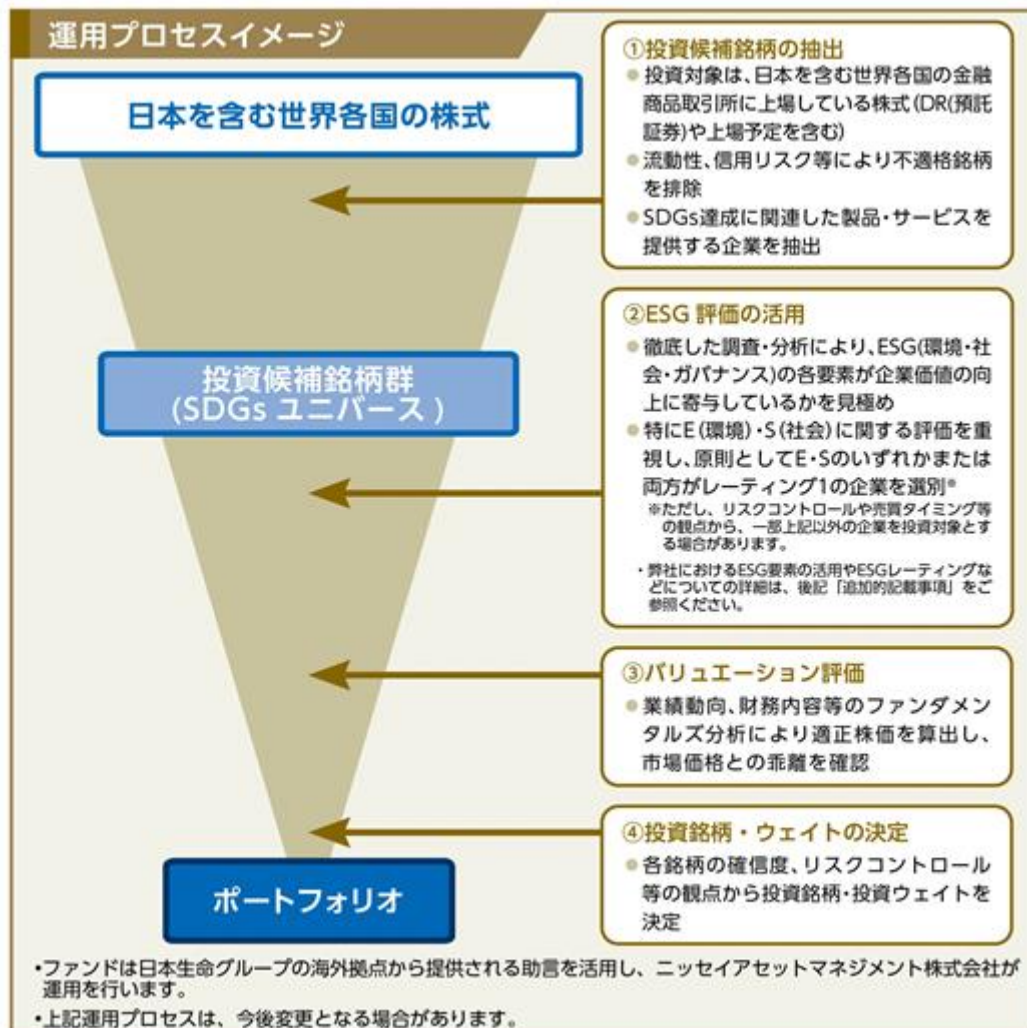 運用プロセスイメージ
日本を含む世界各国の株式
①投資候補銘柄の抽出
●投資対象は、日本を含む世界各国の金融
商品取引所に上場している株式(DR(預託
証券)や上場予定を含む)
●流動性、信用リスク等により不適格銘柄
を排除
●SDGs達成に関連した製品・サービスを
提供する企業を抽出
投資候補銘柄群
(SDGs ユニバース )
②ESG 評価の活用
●徹底した調査・分析により、ESG(環境・社
会・ガバナンス)の各要素が企業価値の向
上に寄与しているかを見極め
●特にE(環境)・S(社会)に関する評価を重
視し、原則としてE・Sのいずれかまたは
両方がレーティング1の企業を選別※
※ただし、リスクコントロールや売買タイミング等
の観点から、一部上記以外の企業を投資対象とす
る場合があります。
・弊社におけるESG要素の活用やESGレーティングな
どについての詳細は、後記「追加的記載事項」をご
参照ください。
③バリュエーション評価
●業績動向、財務内容等のファンダメン
タルズ分析により適正株価を算出し、
市場価格との乖離を確認
④投資銘柄・ウェイトの決定
●各銘柄の確信度、リスクコントロール
等の観点から投資銘柄・投資ウェイトを
決定
ポートフォリオ
・ファンドは日本生命グループの海外拠点から提供される助言を活用し、ニッセイアセットマネジメント株式会社が
運用を行います。
・上記運用プロセスは、今後変更となる場合があります。